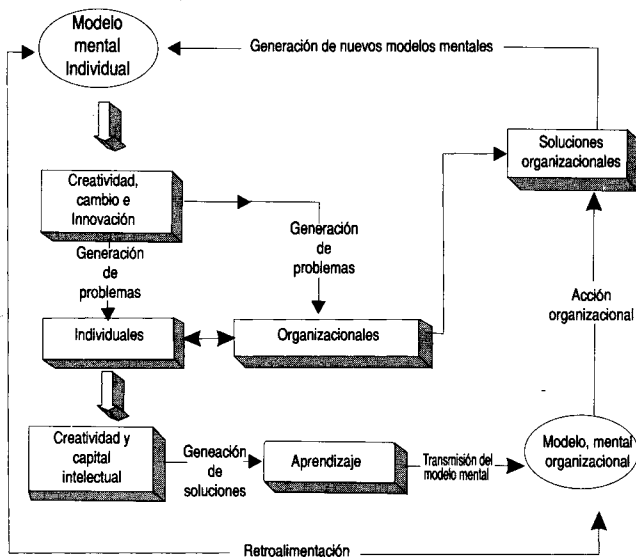 Modelo
mental
Individual
Generación de nuevos modelos mentales
Soluciones
organizacionales
Creatividad,
cambio e
Innovación
Generación
de
problemas
Generación
de
problemas
Acción
organizacional
Individuales
Organizacionales
Creatividad y
capital
intelectual
Geneación
de
soluciones
Aprendizaje
Transmisión del
modelo mental
Modelo, mental
organizacional
Retroalimentación